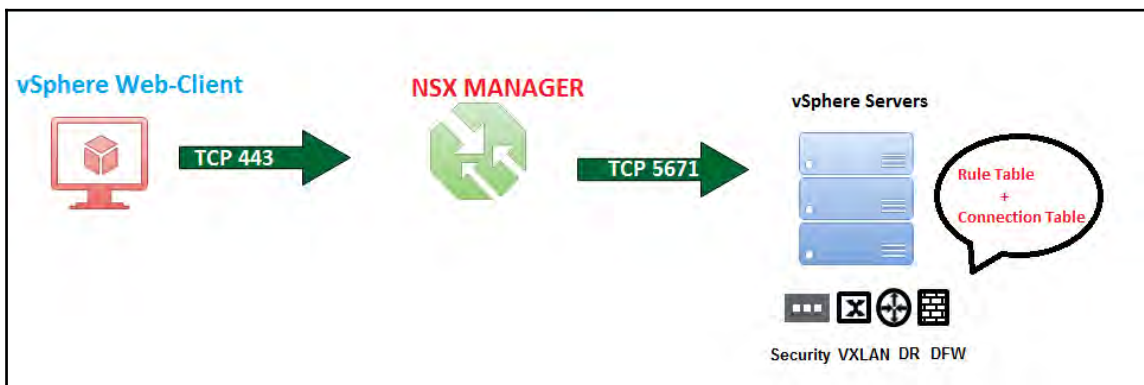 vSphere Web-Client
NSX MANAGER
vSphere Servers
TCP 443
TCP 5671
Rule Table
+
Connection Table
Security VXLAN DR DFW